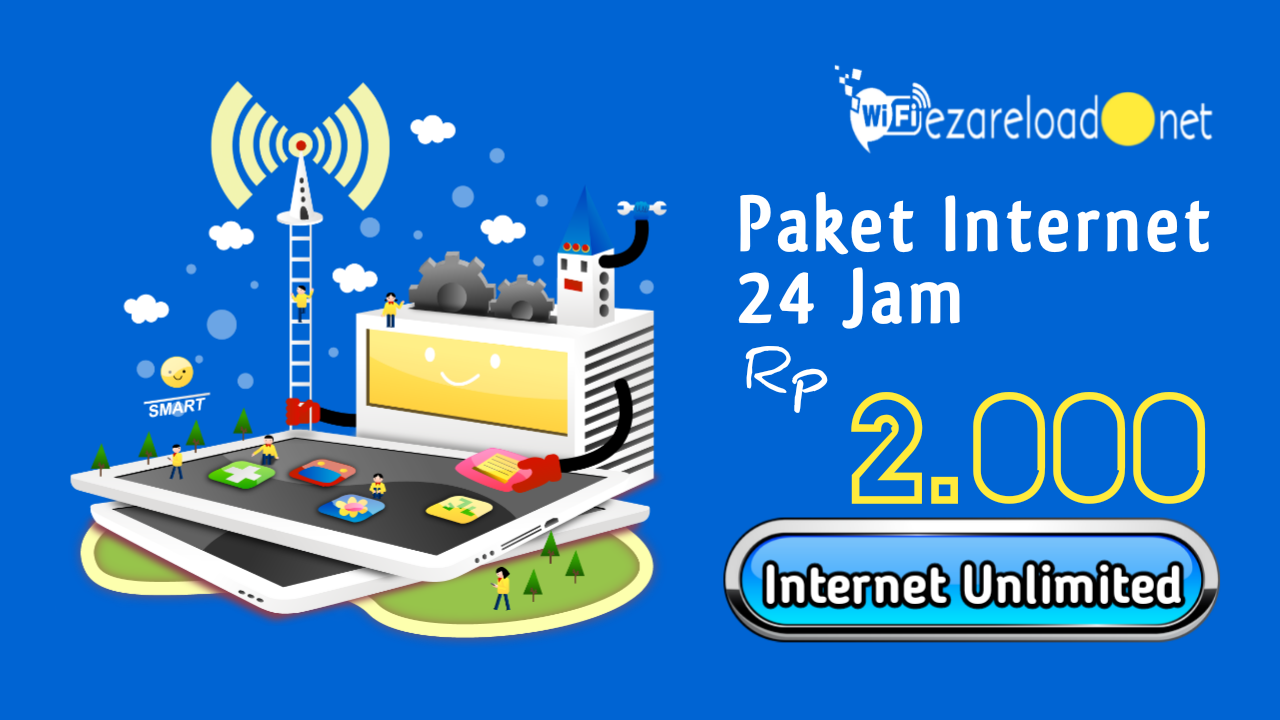 WiFi ezareload net
Paket Internet
24 Jam
Rp
2.000
Internet Unlimited
SMART